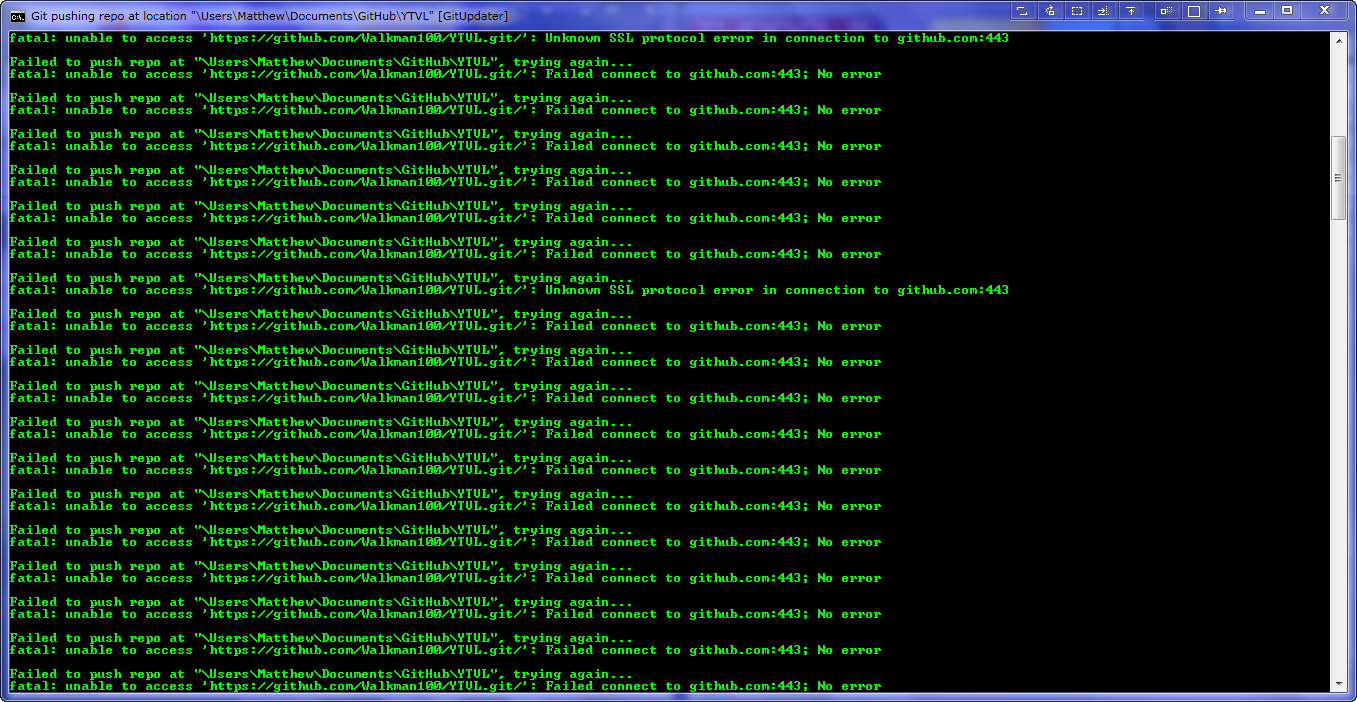 Git pushing repo at location "\Users\Matthew\Documents\GitHub\YTVL" [GitUpdater]
fatal: unable to access 'https://github.com/Walkman100/YTVL.git/': Unknown SSL protocol error in connection to github.com:443
Failed to push repo at "\Users\Matthew\Documents\GitHub\YTVL", trying again...
fatal: unable to access 'https://github.com/Walkman100/YTVL.git/': Failed connect to github.com:443; No error
Failed to push repo at "\Users\Matthew\Documents\GitHub\YTVL", trying again...
fatal: unable to access 'https://github.com/Walkman100/YTVL.git/': Failed connect to github.com:443; No error
Failed to push repo at "\Users\Matthew\Documents\GitHub\YTVL", trying again...
fatal: unable to access 'https://github.com/Walkman100/YTVL.git/': Failed connect to github.com:443; No error
Failed to push repo at "\Users\Matthew\Documents\GitHub\YTVL", trying again...
fatal: unable to access 'https://github.com/Walkman100/YTVL.git/': Failed connect to github.com:443; No error
Failed to push repo at "\Users\Matthew\Documents\GitHub\YTVL", trying again...
fatal: unable to access 'https://github.com/Walkman100/YTVL.git/': Failed connect to github.com:443; No error
Failed to push repo at "\Users\Matthew\Documents\GitHub\YTVL", trying again...
fatal: unable to access 'https://github.com/Walkman100/YTVL.git/': Failed connect to github.com:443; No error
Failed to push repo at "\Users\Matthew\Documents\GitHub\YTVL", trying again...
fatal: unable to access 'https://github.com/Walkman100/YTVL.git/': Unknown SSL protocol error in connection to github.com:443
Failed to push repo at "\Users\Matthew\Documents\GitHub\YTVL", trying again...
fatal: unable to access 'https://github.com/Walkman100/YTVL.git/': Failed connect to github.com:443; No error
Failed to push repo at "\Users\Matthew\Documents\GitHub\YTVL", trying again...
fatal: unable to access 'https://github.com/Walkman100/YTVL.git/': Failed connect to github.com:443; No error
Failed to push repo at "\Users\Matthew\Documents\GitHub\YTVL", trying again...
fatal: unable to access 'https://github.com/Walkman100/YTVL.git/': Failed connect to github.com:443; No error
Failed to push repo at "\Users\Matthew\Documents\GitHub\YTVL", trying again...
fatal: unable to access 'https://github.com/Walkman100/YTVL.git/': Failed connect to github.com:443; No error
Failed to push repo at "\Users\Matthew\Documents\GitHub\YTVL", trying again...
fatal: unable to access 'https://github.com/Walkman100/YTVL.git/': Failed connect to github.com:443; No error
Failed to push repo at "\Users\Matthew\Documents\GitHub\YTVL", trying again...
fatal: unable to access 'https://github.com/Walkman100/YTVL.git/': Failed connect to github.com:443; No error
Failed to push repo at "\Users\Matthew\Documents\GitHub\YTVL", trying again...
fatal: unable to access 'https://github.com/Walkman100/YTVL.git/': Failed connect to github.com:443; No error
Failed to push repo at "\Users\Matthew\Documents\GitHub\YTVL", trying again...
fatal: unable to access 'https://github.com/Walkman100/YTVL.git/': Failed connect to github.com:443; No error
Failed to push repo at "\Users\Matthew\Documents\GitHub\YTVL", trying again...
fatal: unable to access 'https://github.com/Walkman100/YTVL.git/': Failed connect to github.com:443; No error
Failed to push repo at "\Users\Matthew\Documents\GitHub\YTVL", trying again...
fatal: unable to access 'https://github.com/Walkman100/YTVL.git/': Failed connect to github.com:443; No error
Failed to push repo at "\Users\Matthew\Documents\GitHub\YTVL", trying again...
fatal: unable to access 'https://github.com/Walkman100/YTVL.git/': Failed connect to github.com:443; No error